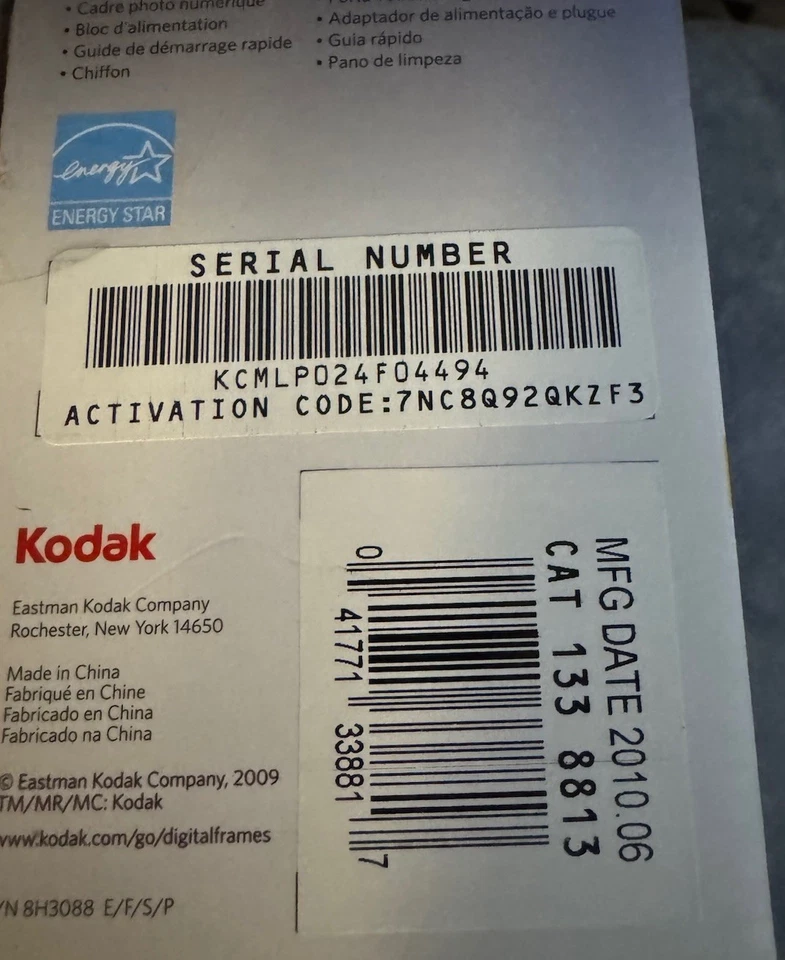 • Cadre photo numérique
• Bloc d'alimentation
• Guide de démarrage rapide
• Chiffon
• Adaptador de alimentação e plugue
• Guia rápido
• Pano de limpeza
energy
ENERGY STAR
SERIAL NUMBER
KCMLP024F04494
ACTIVATION CODE:7NC8Q92QKZF3
Kodak
Eastman Kodak Company
Rochester, New York 14650
Made in China
Fabriqué en Chine
Fabricado en China
Fabricado na China
© Eastman Kodak Company, 2009
TM/MR/MC: Kodak
www.kodak.com/go/digitalframes
/N 8H3088 E/F/S/P
MFG DATE 2010.06
CAT 133 8813
0 41771 33881 7